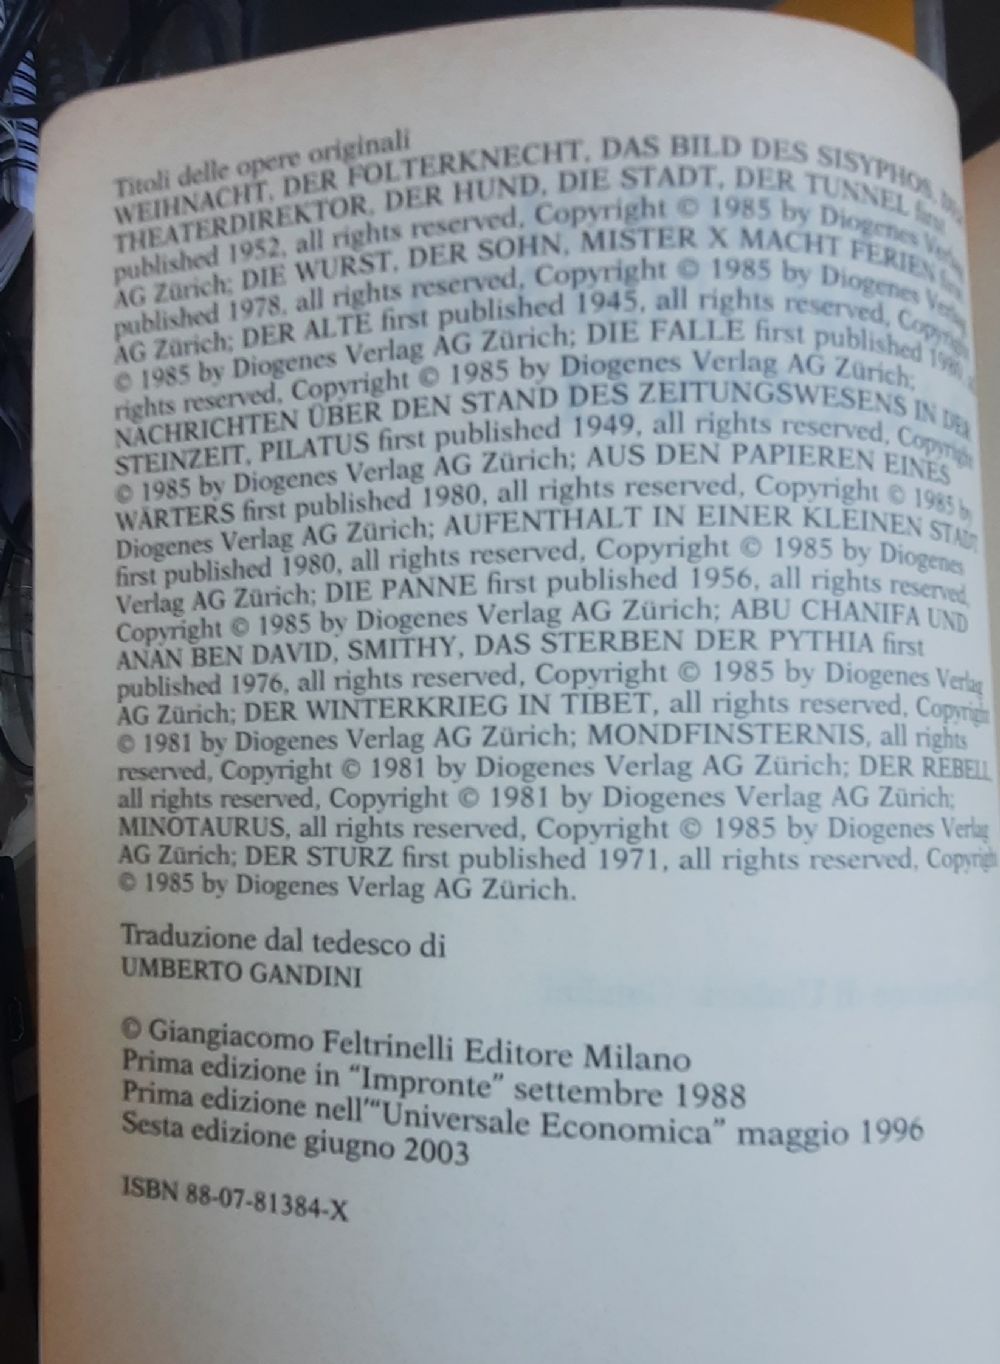 Titoli delle opere originali
WEIHNACHT, DER FOLTERKNECHT, DAS BILD DES SISYPHOS,
THEATERDIREKTOR, DER HUND, DIE STADT, DER TUNNEL first
published 1952, all rights reserved, Copyright © 1985 by Diogenes Verlag
AG Zürich; DIE WURST, DER SOHN, MISTER X MACHT FERIEN first
published 1978, all rights reserved, Copyright © 1985 by Diogenes Verlag
AG Zürich; DER ALTE first published 1945, all rights reserved, Copyright
© 1985 by Diogenes Verlag AG Zürich; DIE FALLE first published 1980,
rights reserved, Copyright © 1985 by Diogenes Verlag AG Zürich;
NACHRICHTEN ÜBER DEN STAND DES ZEITUNGSWESENS IN DER
STEINZEIT, PILATUS first published 1949, all rights reserved, Copyright
© 1985 by Diogenes Verlag AG Zürich; AUS DEN PAPIEREN EINES
WÄRTERS first published 1980, all rights reserved, Copyright © 1985 by
Diogenes Verlag AG Zürich; AUFENTHALT IN EINER KLEINEN STADT
first published 1980, all rights reserved, Copyright © 1985 by Diogenes
Verlag AG Zürich; DIE PANNE first published 1956, all rights reserved,
Copyright © 1985 by Diogenes Verlag AG Zürich; ABU CHANIFA UND
ANAN BEN DAVID, SMITHY, DAS STERBEN DER PYTHIA first
published 1976, all rights reserved, Copyright © 1985 by Diogenes Verlag
AG Zürich; DER WINTERKRIEG IN TIBET, all rights reserved, Copyright
© 1981 by Diogenes Verlag AG Zürich; MONDFINSTERNIS, all rights
reserved, Copyright © 1981 by Diogenes Verlag AG Zürich; DER REBELL
all rights reserved, Copyright © 1981 by Diogenes Verlag AG Zürich;
MINOTAURUS, all rights reserved, Copyright © 1985 by Diogenes Verlag
AG Zürich; DER STURZ first published 1971, all rights reserved, Copyright
© 1985 by Diogenes Verlag AG Zürich.
Traduzione dal tedesco di
UMBERTO GANDINI
© Giangiacomo Feltrinelli Editore Milano
Prima edizione in “Impronte” settembre 1988
Prima edizione nell’“Universale Economica” maggio 1996
Sesta edizione giugno 2003
ISBN 88-07-81384-X